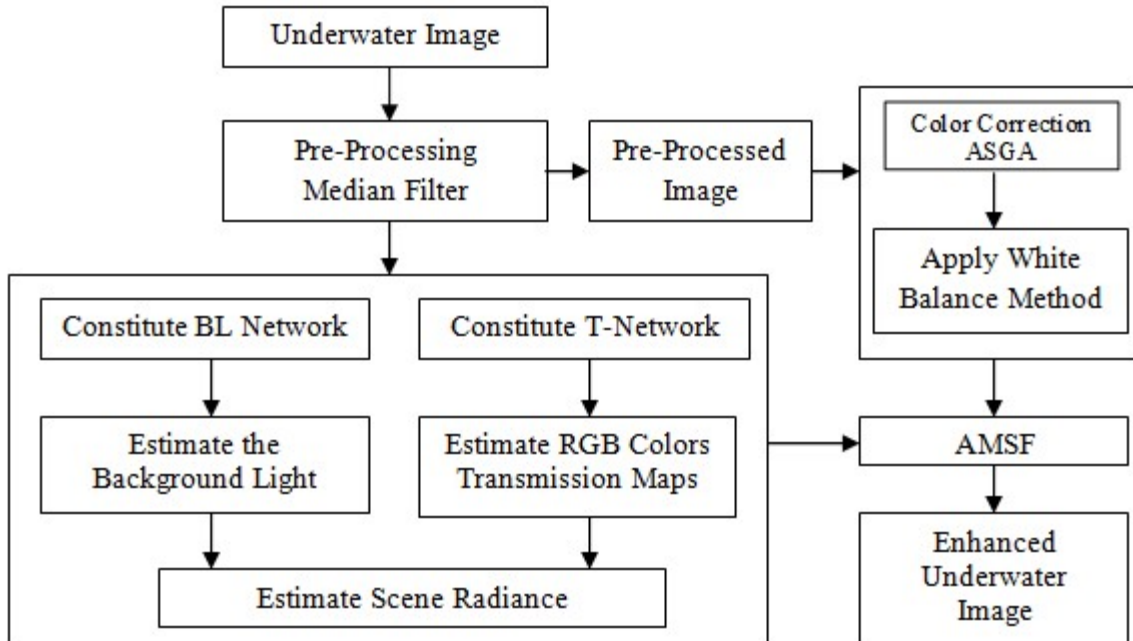 Underwater Image
Pre-Processing
Median Filter
Pre-Processed
Image
Color Correction
ASGA
Apply White
Balance Method
Constitute BL Network
Constitute T-Network
Estimate the
Background Light
Estimate RGB Colors
Transmission Maps
Estimate Scene Radiance
AMSF
Enhanced
Underwater
Image